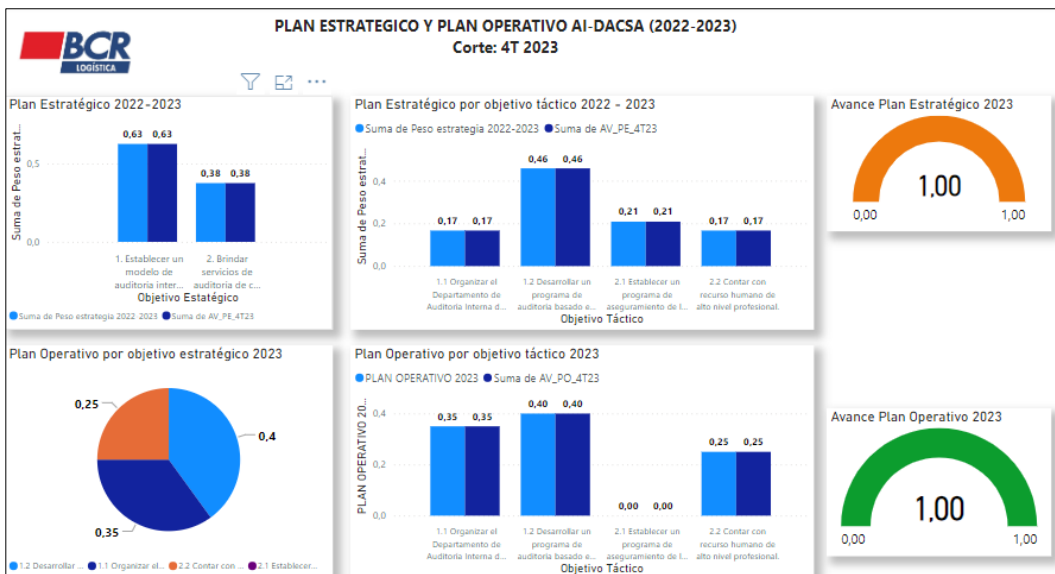 PLAN ESTRATEGICO Y PLAN OPERATIVO AI-DACSA (2022-2023)
Corte: 4T 2023
BCR
LOGÍSTICA
Plan Estratégico 2022-2023
Suma de Peso estrat...
0,5
0,0
0,63
0,63
0,38
0,38
1. Establecer un
modelo de
auditoria inter...
2. Brindar
servicios de
auditoria de c...
Objetivo Estatégico
Suma de Peso estrategia 2022-2023
Suma de AV_PE_4T23
Plan Estratégico por objetivo táctico 2022 - 2023
Suma de Peso estrategia 2022-2023
Suma de AV_PE_4T23
Suma de Peso estrat...
0,4
0,2
0,0
0,17
0,17
0,46
0,46
0,21
0,21
0,17
0,17
1.1 Organizar el
Departamento de
Auditoria Interna d...
1.2 Desarrollar un
programa de
auditoria basado e...
2.1 Establecer un
programa de
aseguramiento de l...
2.2 Contar con
recurso humano de
alto nivel profesional.
Objetivo Táctico
Avance Plan Estratégico 2023
1,00
0,00
1,00
Plan Operativo por objetivo estratégico 2023
0,25
0,4
0,35
1.2 Desarrollar ...
1.1 Organizar el...
2.2 Contar con ...
2.1 Establecer...
Plan Operativo por objetivo táctico 2023
PLAN OPERATIVO 2023
Suma de AV_PO_4T23
PLAN OPERATIVO 20...
0,4
0,2
0,0
0,35
0,35
0,40
0,40
0,00
0,00
0,25
0,25
1.1 Organizar el
Departamento de
Auditoria Interna d...
1.2 Desarrollar un
programa de
auditoria basado e...
2.1 Establecer un
programa de
aseguramiento de l...
2.2 Contar con
recurso humano de
alto nivel profesional.
Objetivo Táctico
Avance Plan Operativo 2023
1,00
0,00
1,00